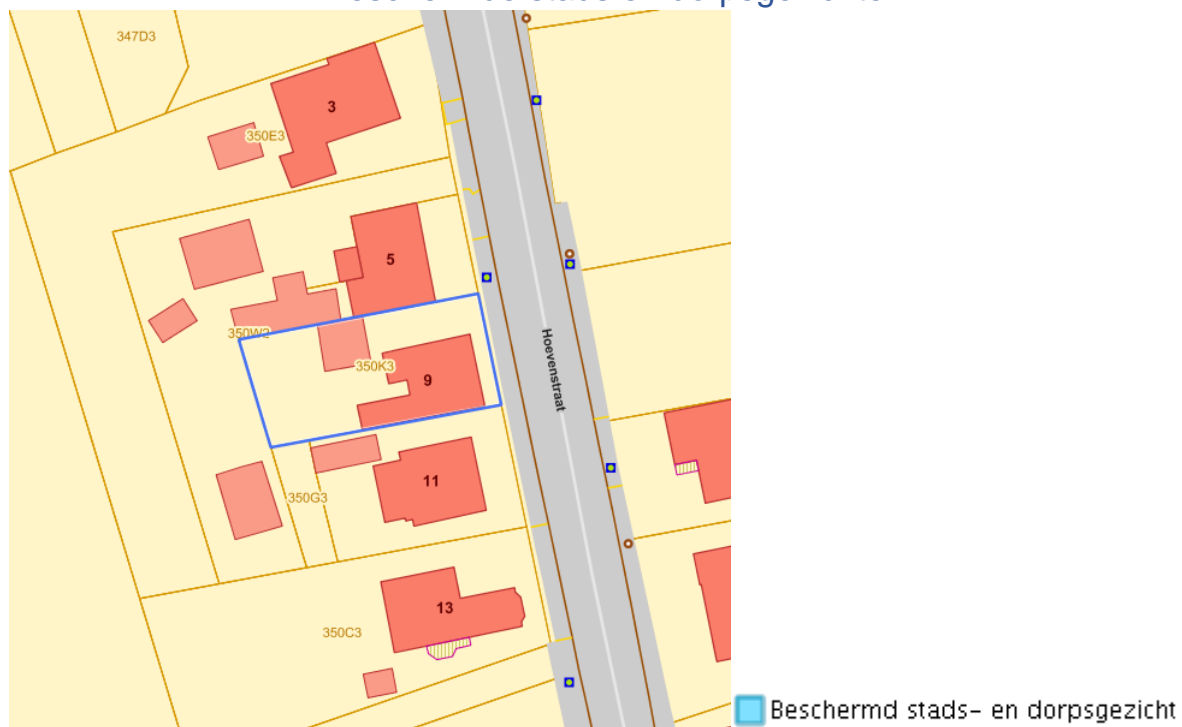 347D3
3
350E3
5
350W2
350K3
9
Hoevenstraat
11
350G3
13
350C3
Beschermd stads- en dorpsgezicht